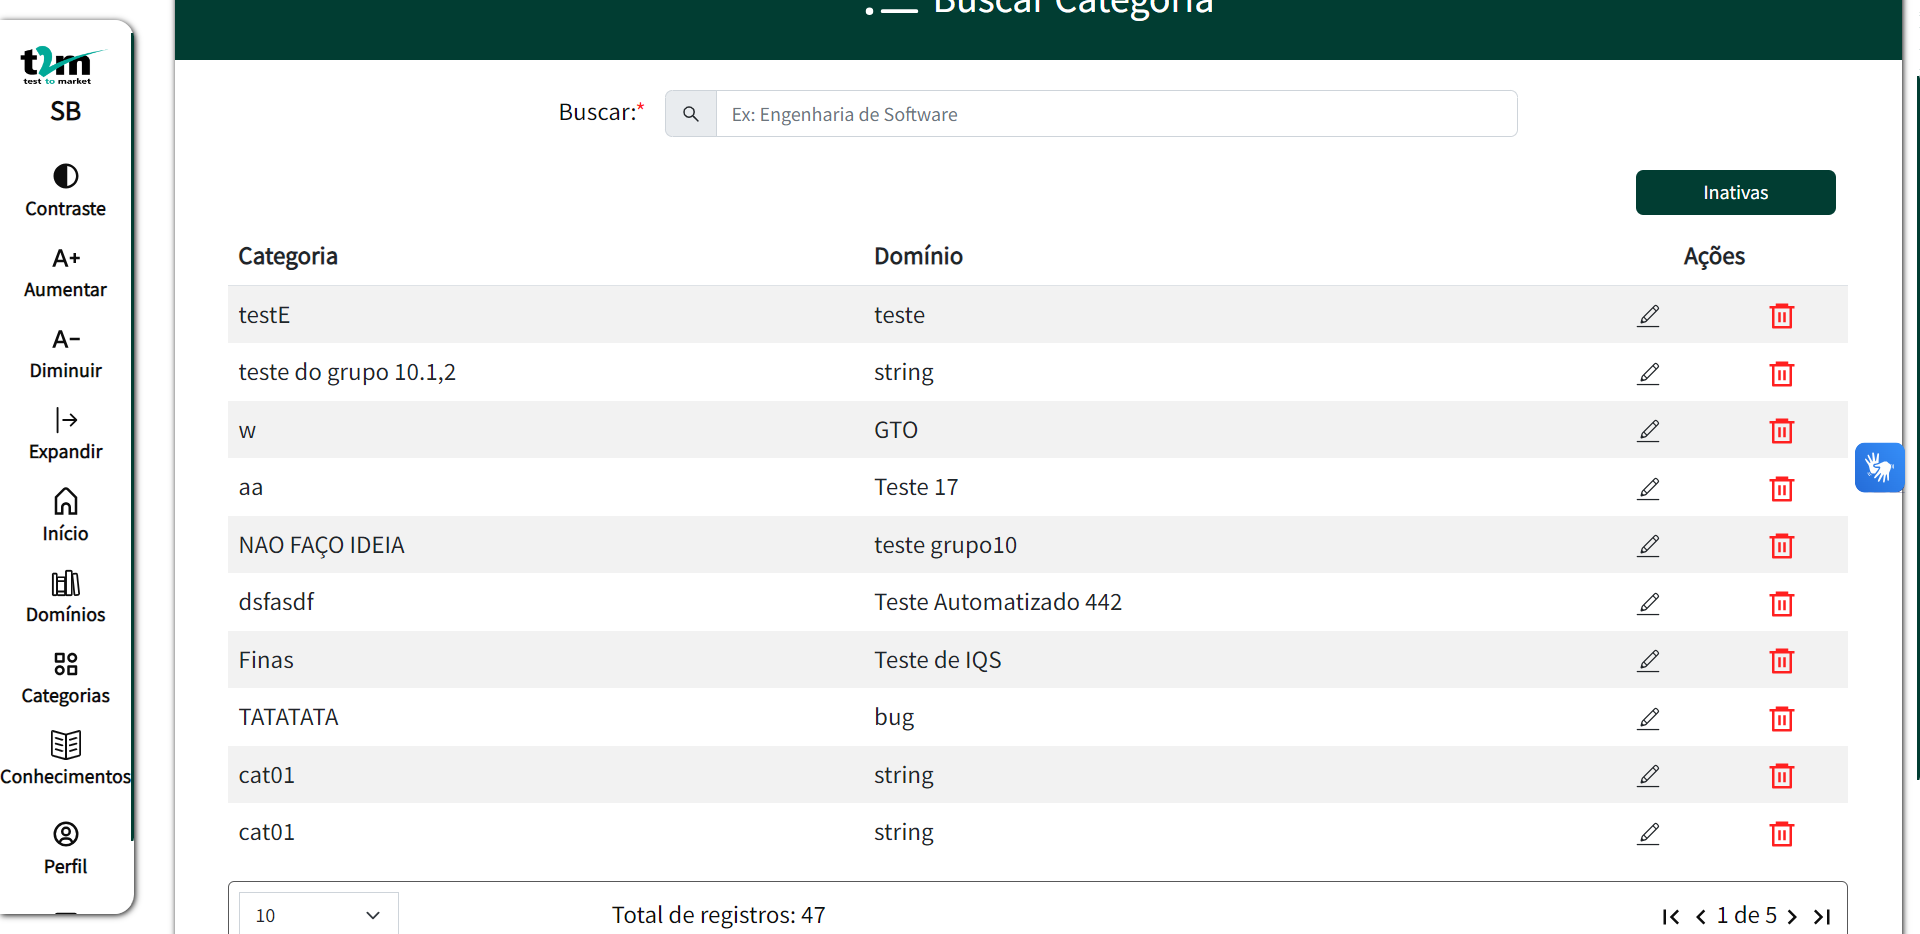 Buscar Categoria
t2m
test to market
SB
Contraste
A+
Aumentar
A-
Diminuir
Expandir
Início
Domínios
Categorias
Conhecimentos
Perfil
Buscar:*
Ex: Engenharia de Software
Inativas
Categoria Domínio Ações
testE teste
teste do grupo 10.1,2 string
w GTO
aa Teste 17
NAO FAÇO IDEIA teste grupo10
dsfasdf Teste Automatizado 442
Finas Teste de IQS
TATATATA bug
cat01 string
cat01 string
10 Total de registros: 47 1 de 5